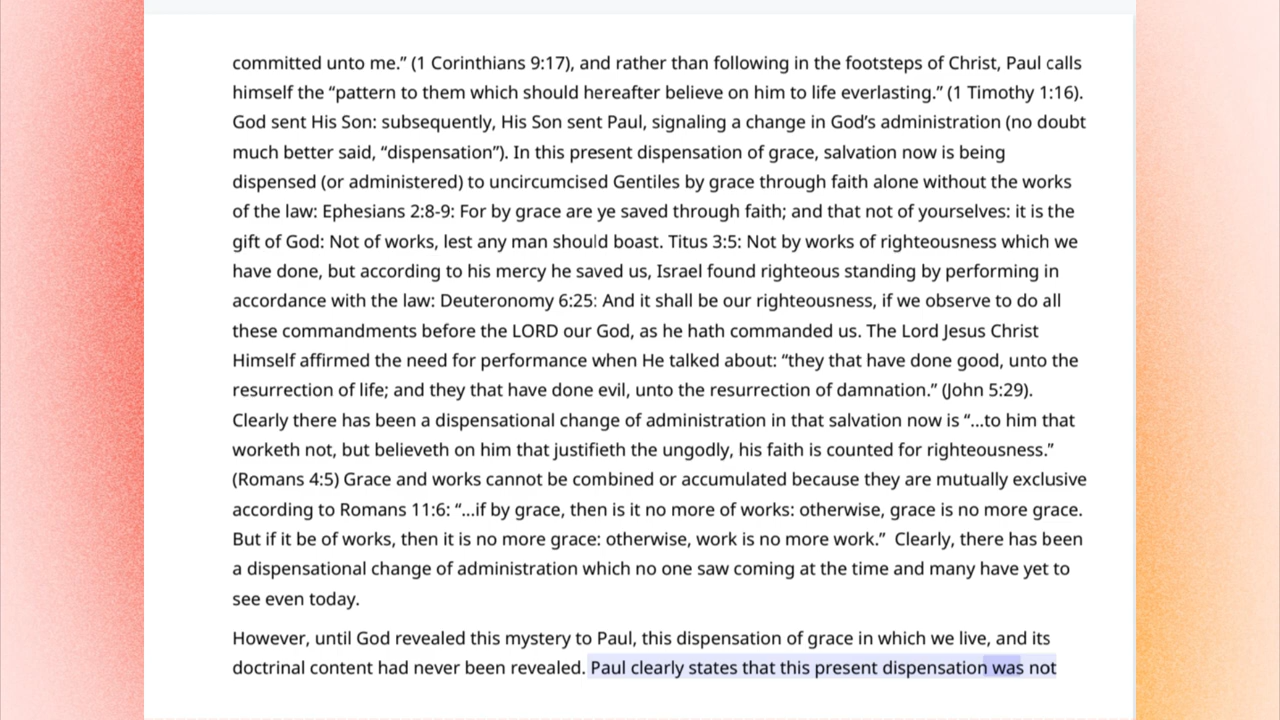 committed unto me.” (1 Corinthians 9:17), and rather than following in the footsteps of Christ, Paul calls
himself the “pattern to them which should hereafter believe on him to life everlasting.” (1 Timothy 1:16).
God sent His Son: subsequently, His Son sent Paul, signaling a change in God’s administration (no doubt
much better said, “dispensation”). In this present dispensation of grace, salvation now is being
dispensed (or administered) to uncircumcised Gentiles by grace through faith alone without the works
of the law: Ephesians 2:8-9: For by grace are ye saved through faith; and that not of yourselves: it is the
gift of God: Not of works, lest any man should boast. Titus 3:5: Not by works of righteousness which we
have done, but according to his mercy he saved us, Israel found righteous standing by performing in
accordance with the law: Deuteronomy 6:25: And it shall be our righteousness, if we observe to do all
these commandments before the LORD our God, as he hath commanded us. The Lord Jesus Christ
Himself affirmed the need for performance when He talked about: “they that have done good, unto the
resurrection of life; and they that have done evil, unto the resurrection of damnation.” (John 5:29).
Clearly there has been a dispensational change of administration in that salvation now is “...to him that
worketh not, but believeth on him that justifieth the ungodly, his faith is counted for righteousness.”
(Romans 4:5) Grace and works cannot be combined or accumulated because they are mutually exclusive
according to Romans 11:6: “...if by grace, then is it no more of works: otherwise, grace is no more grace.
But if it be of works, then it is no more grace: otherwise, work is no more work.”  Clearly, there has been
a dispensational change of administration which no one saw coming at the time and many have yet to
see even today.
However, until God revealed this mystery to Paul, this dispensation of grace in which we live, and its
doctrinal content had never been revealed. Paul clearly states that this present dispensation was not